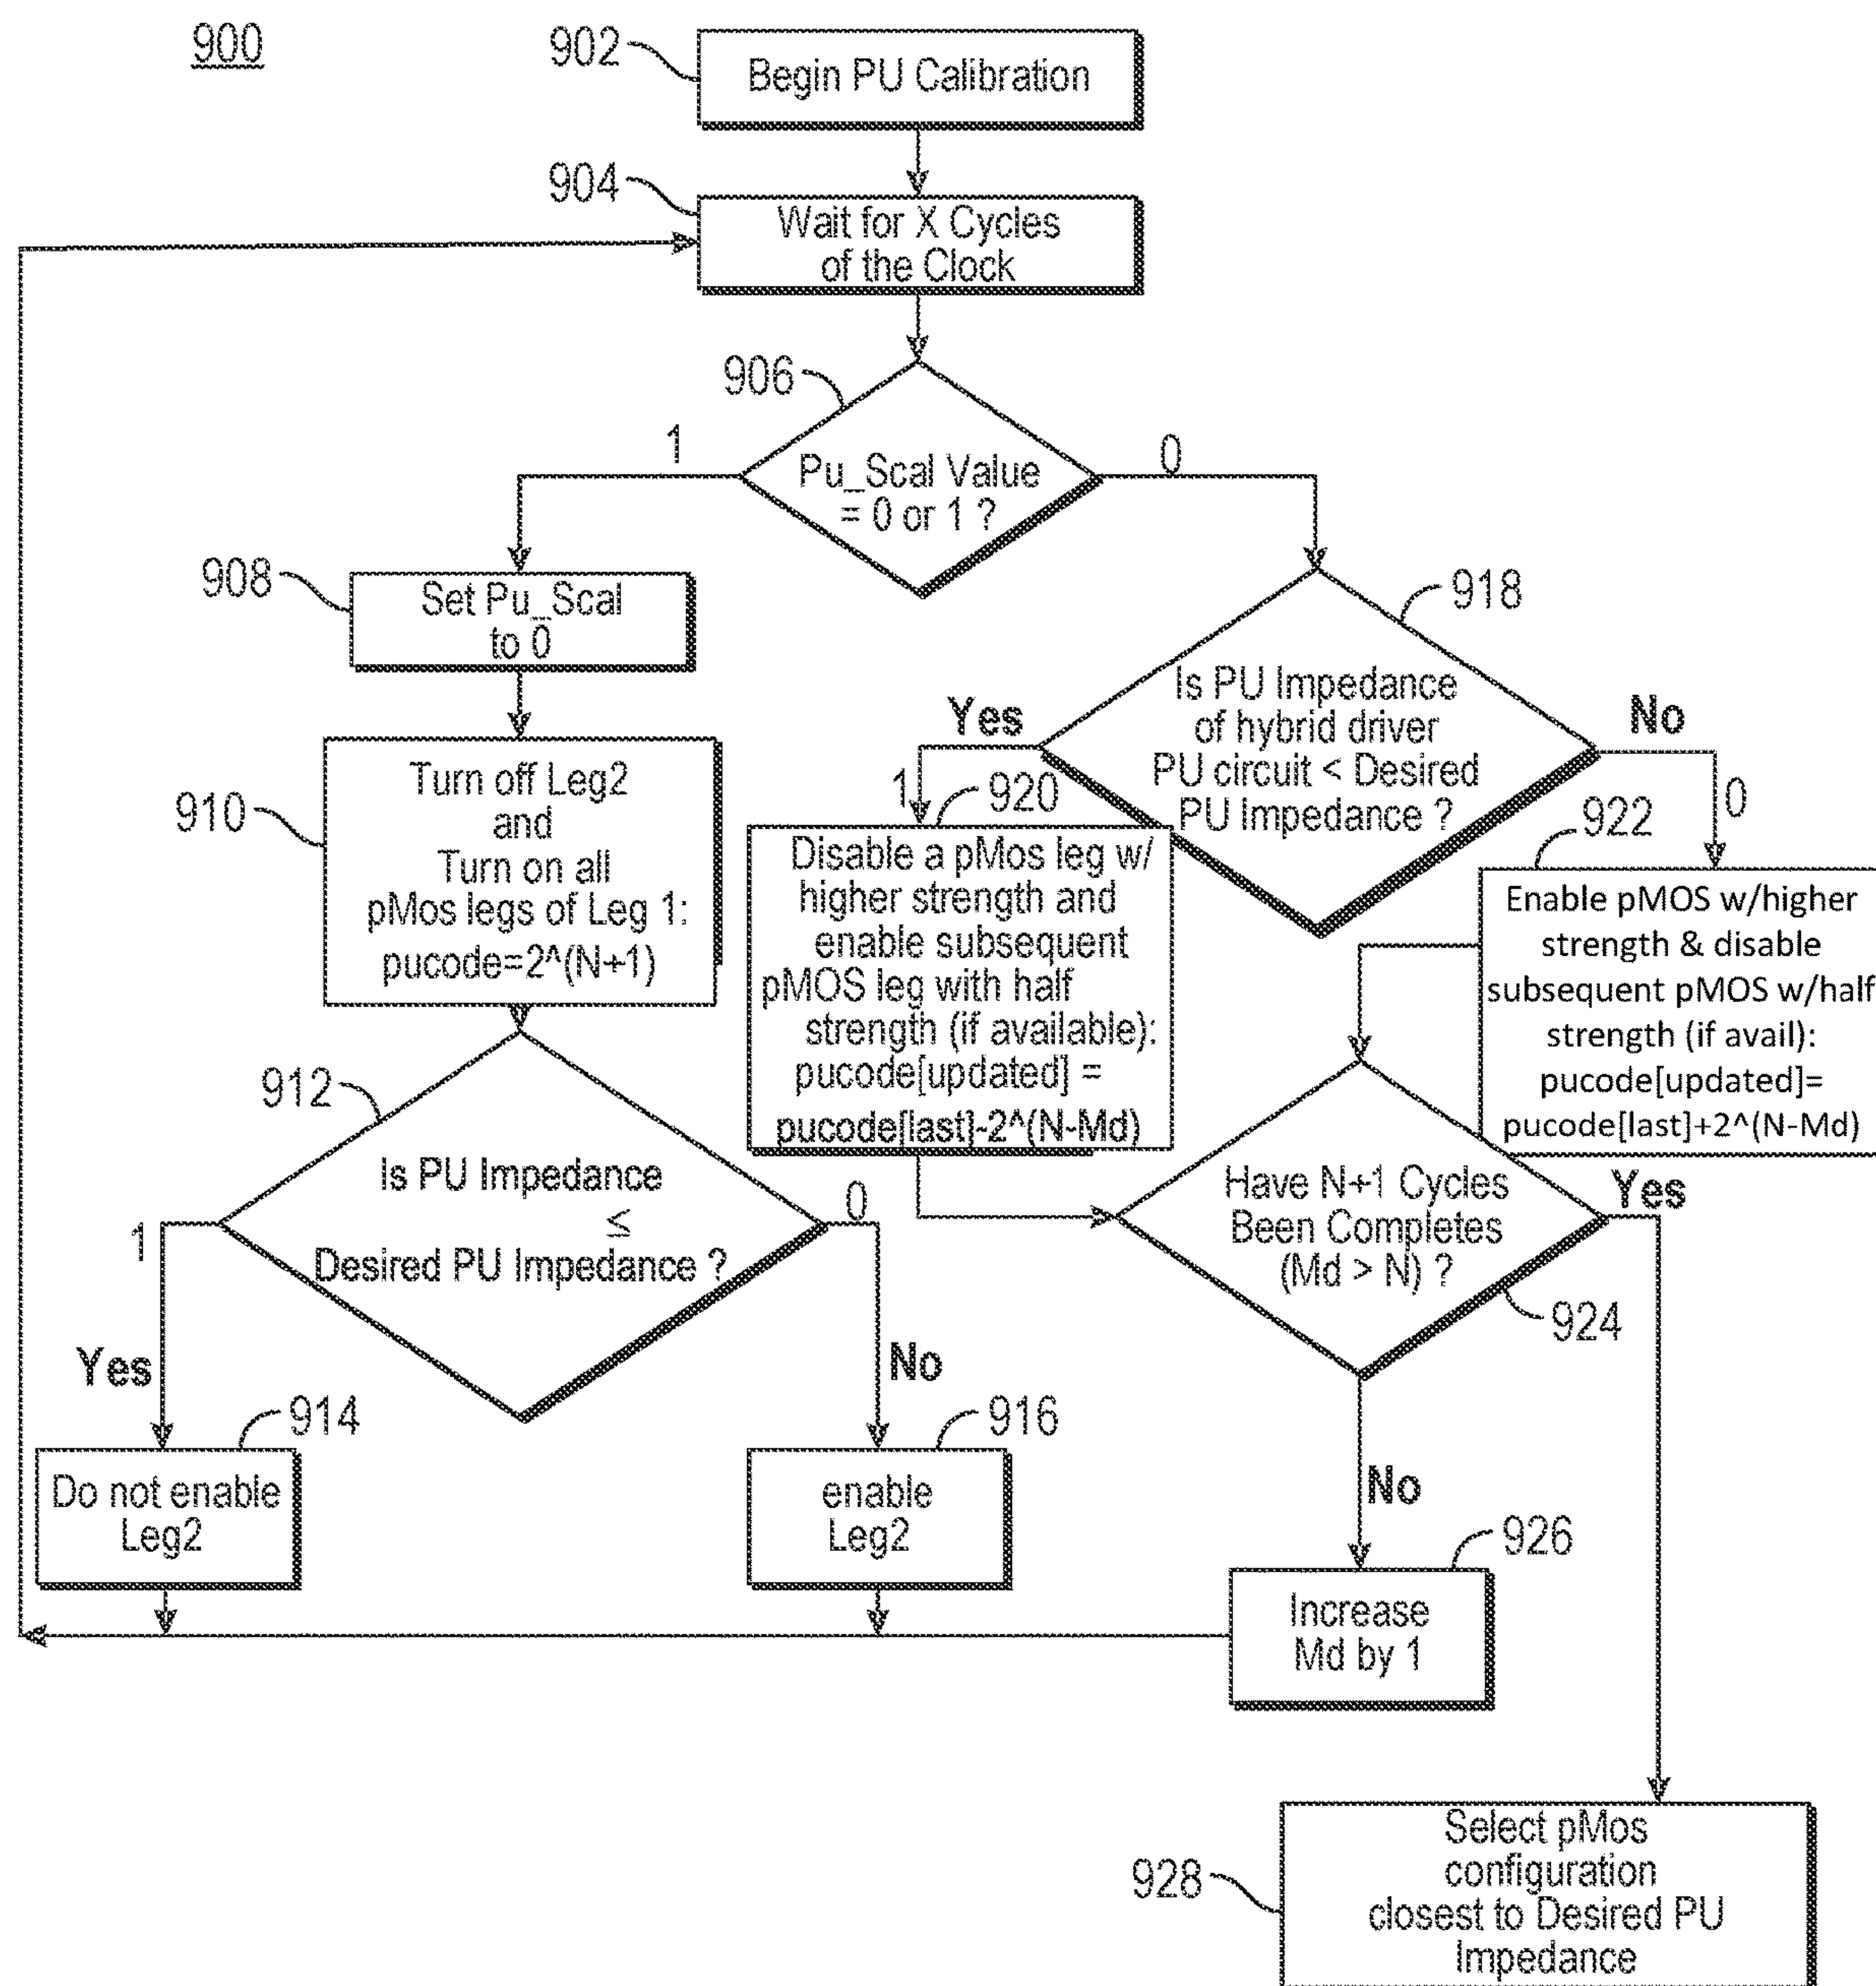 900
902
Begin PU Calibration
904
Wait for X Cycles
of the Clock
906
Pu_Scal Value
= 0 or 1 ?
1
0
908
Set Pu_Scal
to 0
910
Turn off Leg2
and
Turn on all
pMos legs of Leg 1:
pucode=2^(N+1)
912
Is PU Impedance
≤
Desired PU Impedance ?
1
0
Yes
No
914
Do not enable
Leg2
916
enable
Leg2
918
Is PU Impedance
of hybrid driver
PU circuit < Desired
PU Impedance ?
Yes
1
No
0
920
Disable a pMos leg w/
higher strength and
enable subsequent
pMOS leg with half
strength (if available):
pucode[updated] =
pucode[last]-2^(N-Md)
922
Enable pMOS w/higher
strength & disable
subsequent pMOS w/half
strength (if avail):
pucode[updated]=
pucode[last]+2^(N-Md)
Have N+1 Cycles
Been Completes
(Md > N) ?
924
Yes
No
926
Increase
Md by 1
928
Select pMos
configuration
closest to Desired PU
Impedance